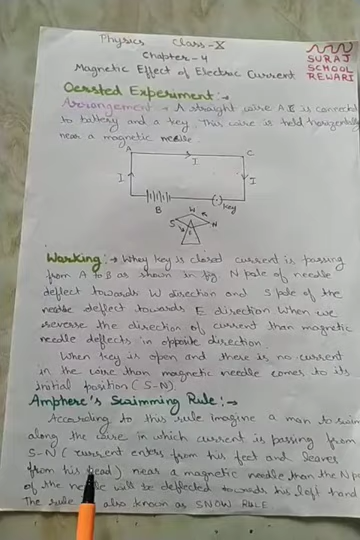 Physics Class-X
Chapter-4
Magnetic Effect of Electric Current
SURAJ
SCHOOL
REWARI
Oersted Experiment :→
Arrangement → A straight wire AC is connected
to battery and a key. This wire is held horizontally
near a magnetic needle.
A C
I
I I
B (·) Key
W
S N
Working :→ When key is closed current is passing
from A to B as shown in fig N pole of needle
deflect towards W direction and S pole of the
needle deflect towards E direction When we
reverse the direction of current than magnetic
needle deflects in opposite direction
When key is open and there is no current
in the wire than magnetic needle comes to its
initial position (S-N).
Amphere's Swimming Rule :→
According to this rule imagine a man to swim
along the wire in which current is passing from
S-N (current enters from his feet and leaves
from his head) near a magnetic needle than the N pole
of the needle will be deflected towards his left hand
The rule is also known as SNOW RULE.